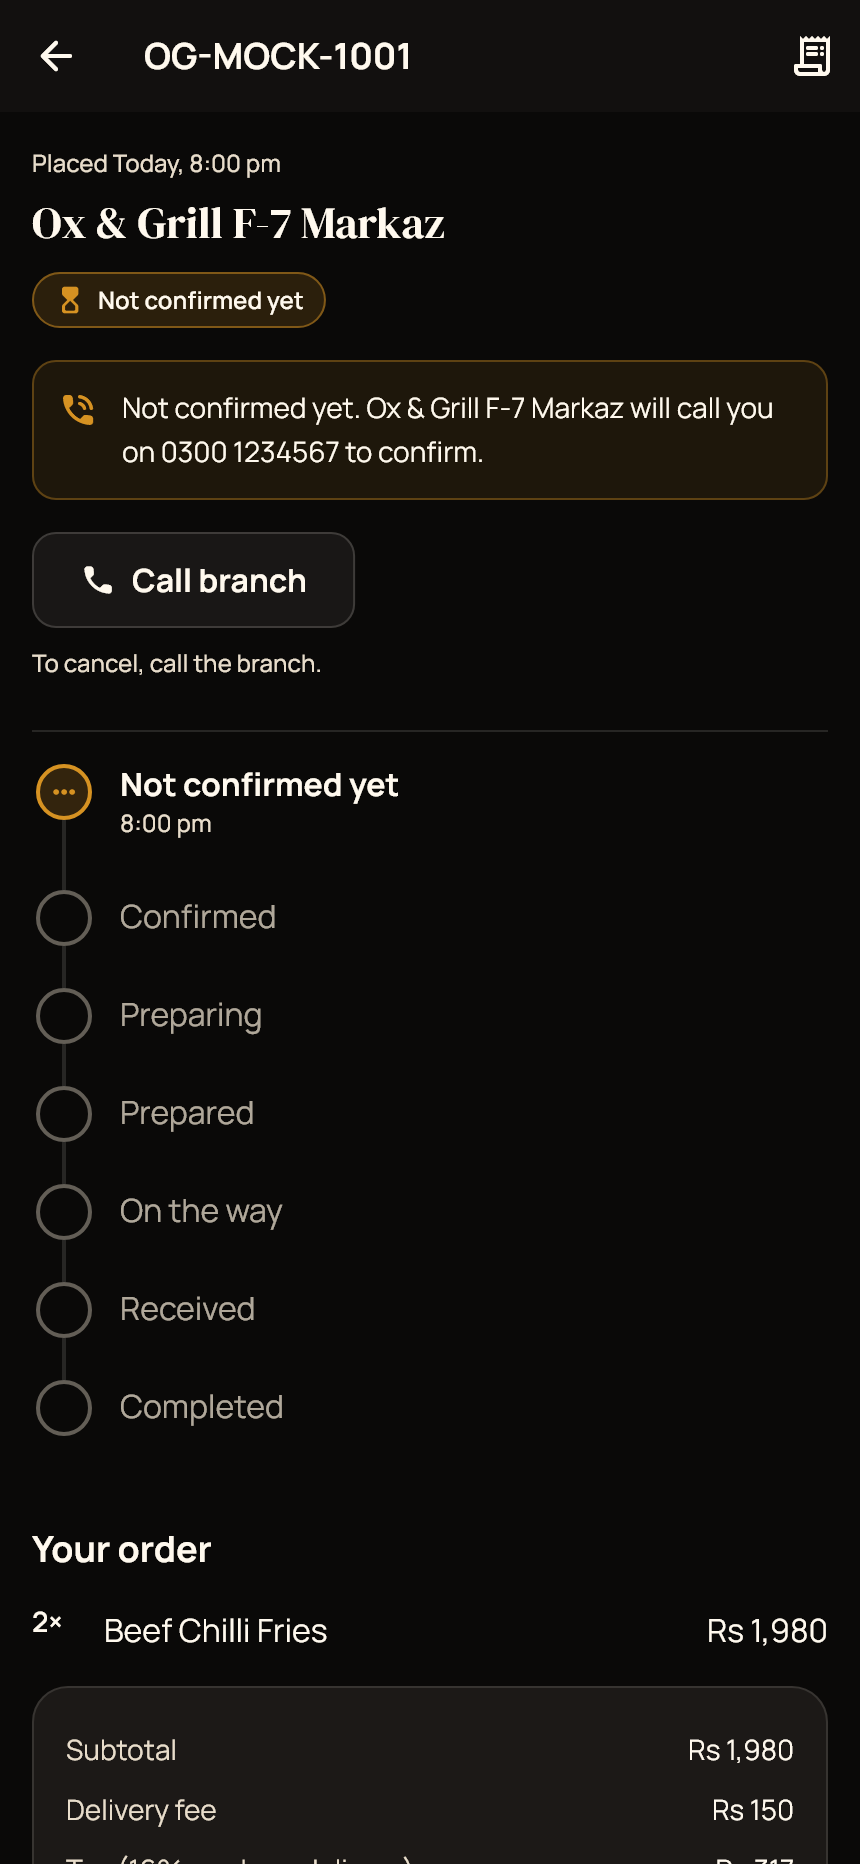 OG-MOCK-1001
Placed Today, 8:00 pm
Ox & Grill F-7 Markaz
Not confirmed yet
Not confirmed yet. Ox & Grill F-7 Markaz will call you
on 0300 1234567 to confirm.
Call branch
To cancel, call the branch.
Not confirmed yet
8:00 pm
Confirmed
Preparing
Prepared
On the way
Received
Completed
Your order
2× Beef Chilli Fries Rs 1,980
Subtotal Rs 1,980
Delivery fee Rs 150